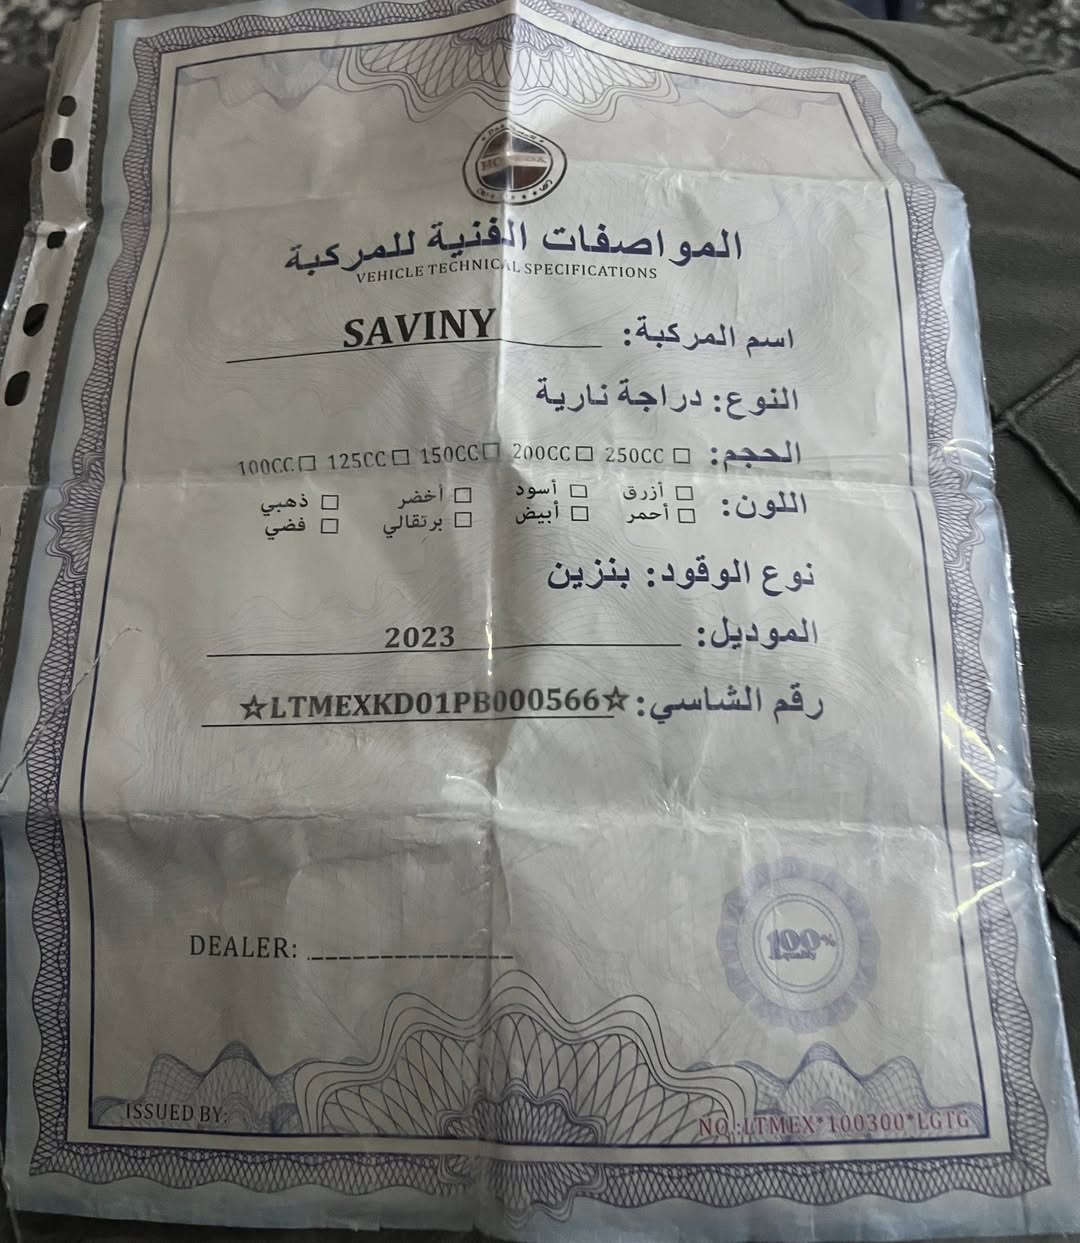 المواصفات الفنية للمركبة
VEHICLE TECHNICAL SPECIFICATIONS
اسم المركبة: SAVINY
النوع: دراجة نارية
الحجم: □ 250CC □ 200CC □ 150CC □ 125CC □ 100CC
اللون: □ أزرق □ أسود □ أخضر □ ذهبي
□ أحمر □ أبيض □ برتقالي □ فضي
نوع الوقود: بنزين
الموديل: 2023
رقم الشاسي: ☆LTMEXKD01PB000566☆
100%
quality
DEALER:
ISSUED BY:
NO.:LTMEX*100300*LGTG